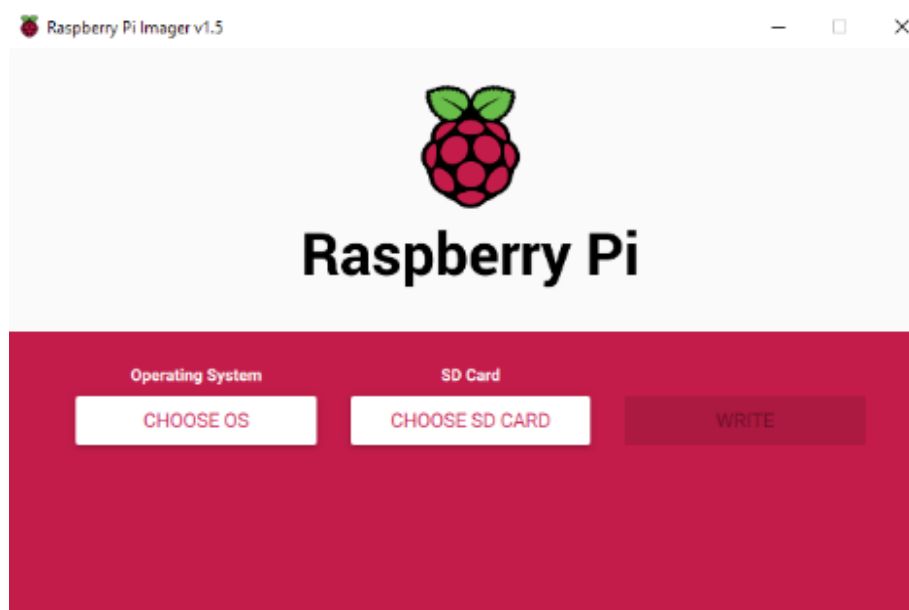 Raspberry Pi Imager v1.5
Raspberry Pi
Operating System
SD Card
CHOOSE OS
CHOOSE SD CARD
WRITE